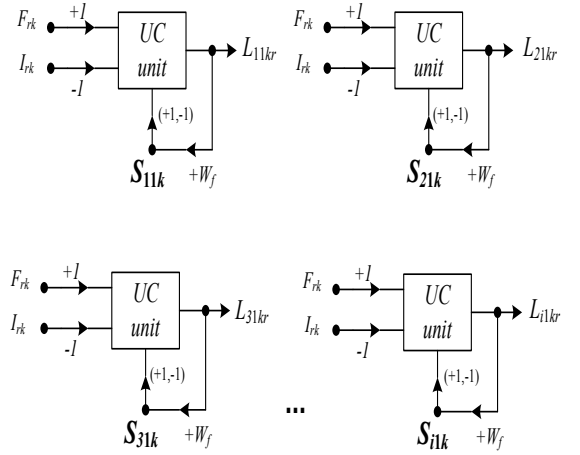 F_rk +1 UC unit L_11kr
I_rk -1
(+1,-1)
S_11k +W_f
F_rk +1 UC unit L_21kr
I_rk -1
(+1,-1)
S_21k +W_f
F_rk +1 UC unit L_31kr
I_rk -1
(+1,-1)
S_31k +W_f
...
F_rk +1 UC unit L_i1kr
I_rk -1
(+1,-1)
S_i1k +W_f